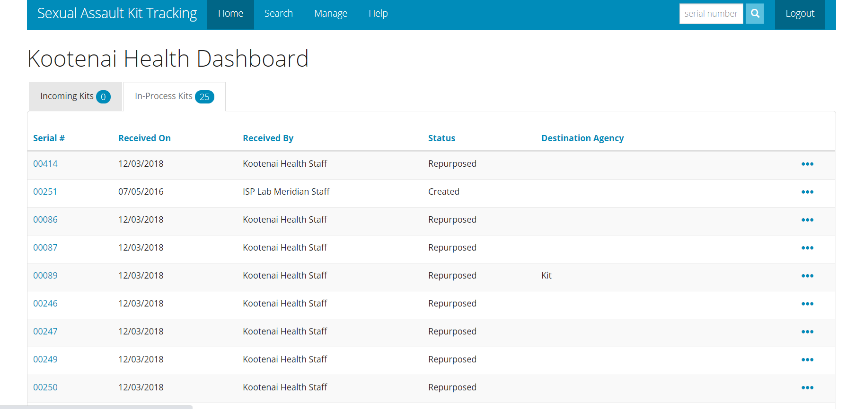 Sexual Assault Kit Tracking Home Search Manage Help serial number Logout
Kootenai Health Dashboard
Incoming Kits 0 In-Process Kits 25
Serial # Received On Received By Status Destination Agency
00414 12/03/2018 Kootenai Health Staff Repurposed
00251 07/05/2016 ISP Lab Meridian Staff Created
00086 12/03/2018 Kootenai Health Staff Repurposed
00087 12/03/2018 Kootenai Health Staff Repurposed
00089 12/03/2018 Kootenai Health Staff Repurposed Kit
00246 12/03/2018 Kootenai Health Staff Repurposed
00247 12/03/2018 Kootenai Health Staff Repurposed
00249 12/03/2018 Kootenai Health Staff Repurposed
00250 12/03/2018 Kootenai Health Staff Repurposed